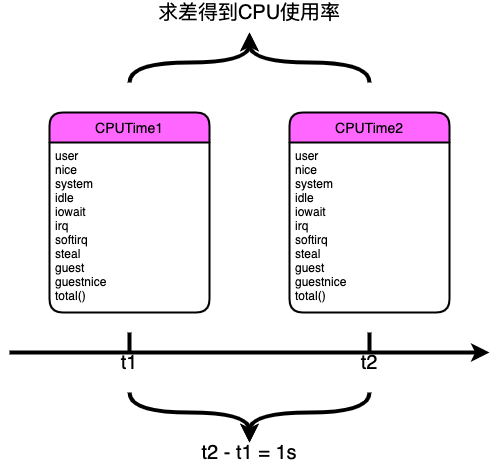 求差得到CPU使用率
CPUTime1
user
nice
system
idle
iowait
irq
softirq
steal
guest
guestnice
total()
CPUTime2
user
nice
system
idle
iowait
irq
softirq
steal
guest
guestnice
total()
t1
t2
t2 - t1 = 1s